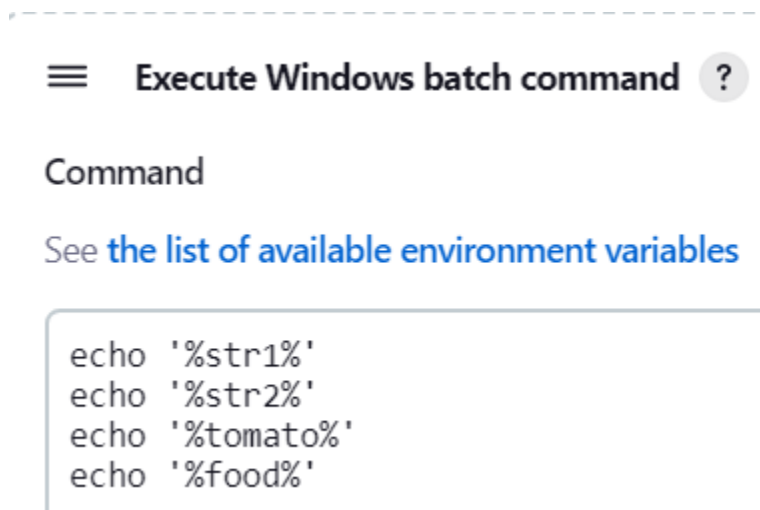 Execute Windows batch command ?
Command
See the list of available environment variables
echo '%str1%'
echo '%str2%'
echo '%tomato%'
echo '%food%'